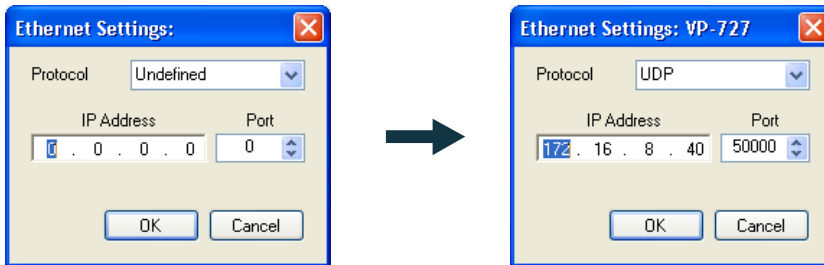 Ethernet Settings:
Protocol Undefined
IP Address Port
0 . 0 . 0 . 0 0
OK Cancel
Ethernet Settings: VP-727
Protocol UDP
IP Address Port
172 . 16 . 8 . 40 50000
OK Cancel